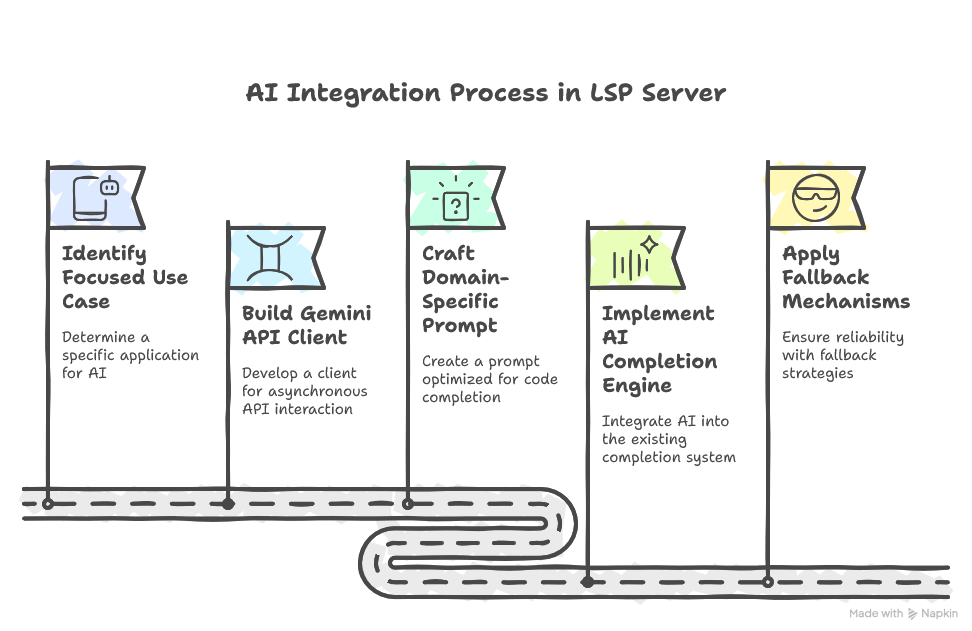 AI Integration Process in LSP Server
Identify
Focused Use
Case
Determine a
specific application
for AI
Build Gemini
API Client
Develop a client
for asynchronous
API interaction
Craft
Domain-
Specific
Prompt
Create a prompt
optimized for code
completion
Implement
AI
Completion
Engine
Integrate AI into
the existing
completion system
Apply
Fallback
Mechanisms
Ensure reliability
with fallback
strategies
?
Made with Napkin